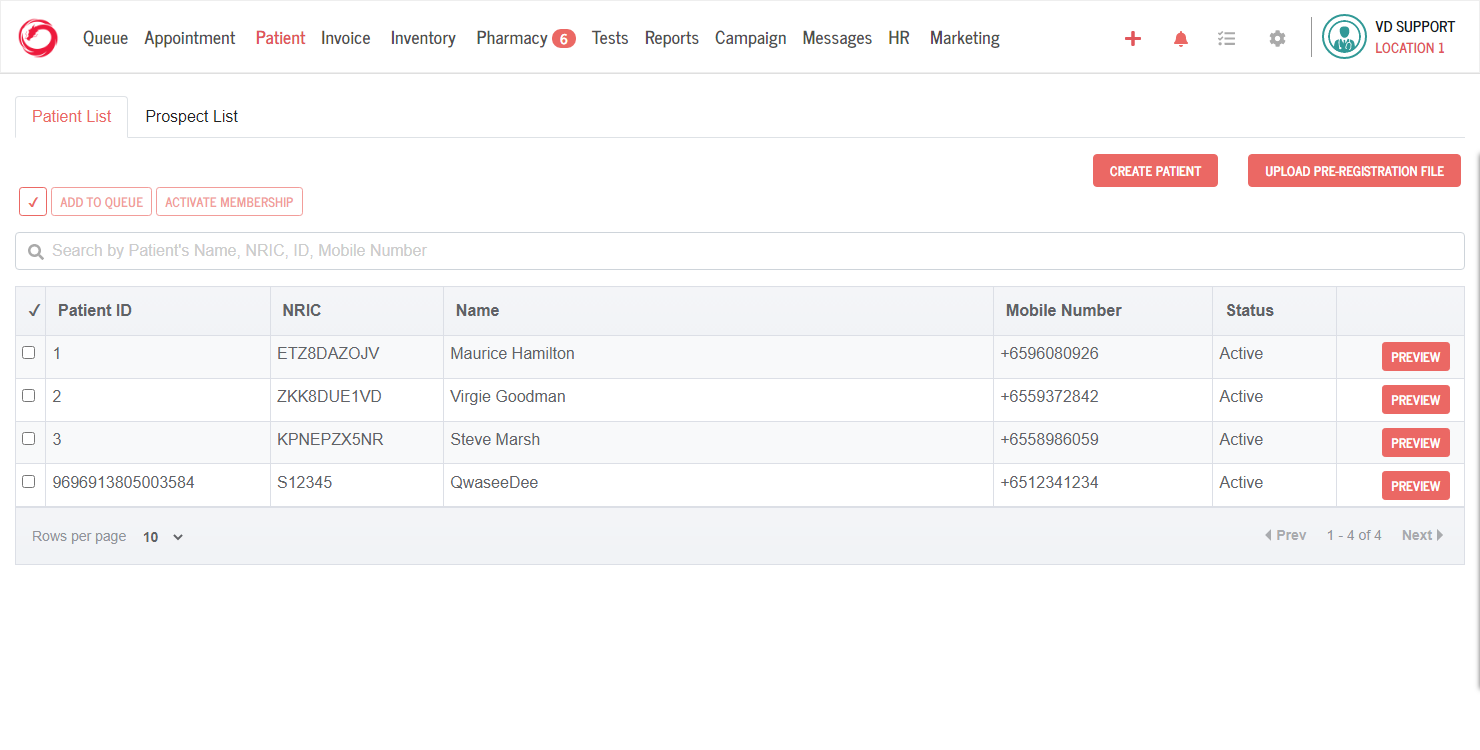 Queue Appointment Patient Invoice Inventory Pharmacy 6 Tests Reports Campaign Messages HR Marketing
VD SUPPORT
LOCATION 1
Patient List Prospect List
CREATE PATIENT UPLOAD PRE-REGISTRATION FILE
✓ ADD TO QUEUE ACTIVATE MEMBERSHIP
Search by Patient's Name, NRIC, ID, Mobile Number
✓ Patient ID NRIC Name Mobile Number Status
1 ETZ8DAZOJV Maurice Hamilton +6596080926 Active PREVIEW
2 ZKK8DUE1VD Virgie Goodman +6559372842 Active PREVIEW
3 KPNEPZX5NR Steve Marsh +6558986059 Active PREVIEW
9696913805003584 S12345 QwaseeDee +6512341234 Active PREVIEW
Rows per page 10 Prev 1 - 4 of 4 Next